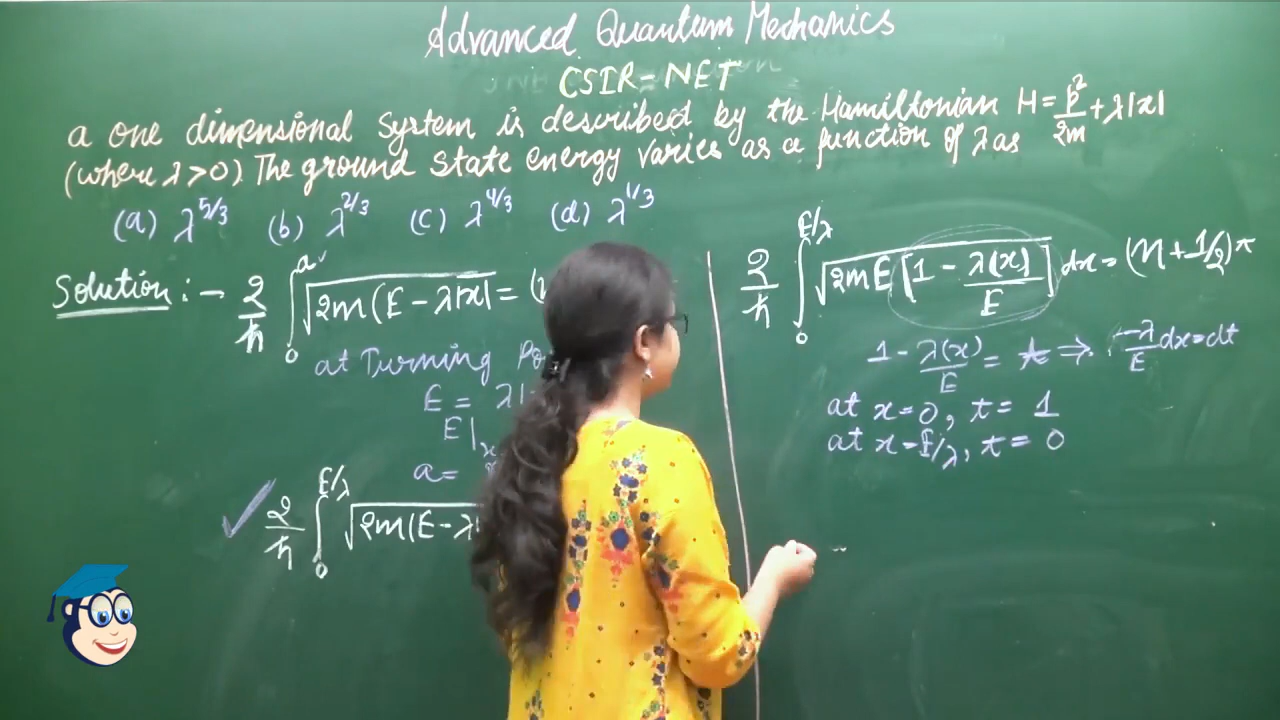 Advanced Quantum Mechanics
CSIR=NET
a one dimensional System is described by the Hamiltonian H = p²/2m + λ|x|
(where λ>0) The ground state energy varies as a function of λ as
(a) λ^5/3 (b) λ^2/3 (c) λ^4/3 (d) λ^1/3
Solution :- 2/ħ ∫₀^a √2m(E - λ|x| = (
at Turning Po
E = λ|
E|
a =
2/ħ ∫₀^E/λ √2m(E - λ
2/ħ ∫₀^E/λ √2mE[1 - λ(x)/E] dx = (n + 1/2)π
1 - λ(x)/E = t ⇒ -λ/E dx = dt
at x=0, t = 1
at x=E/λ, t = 0